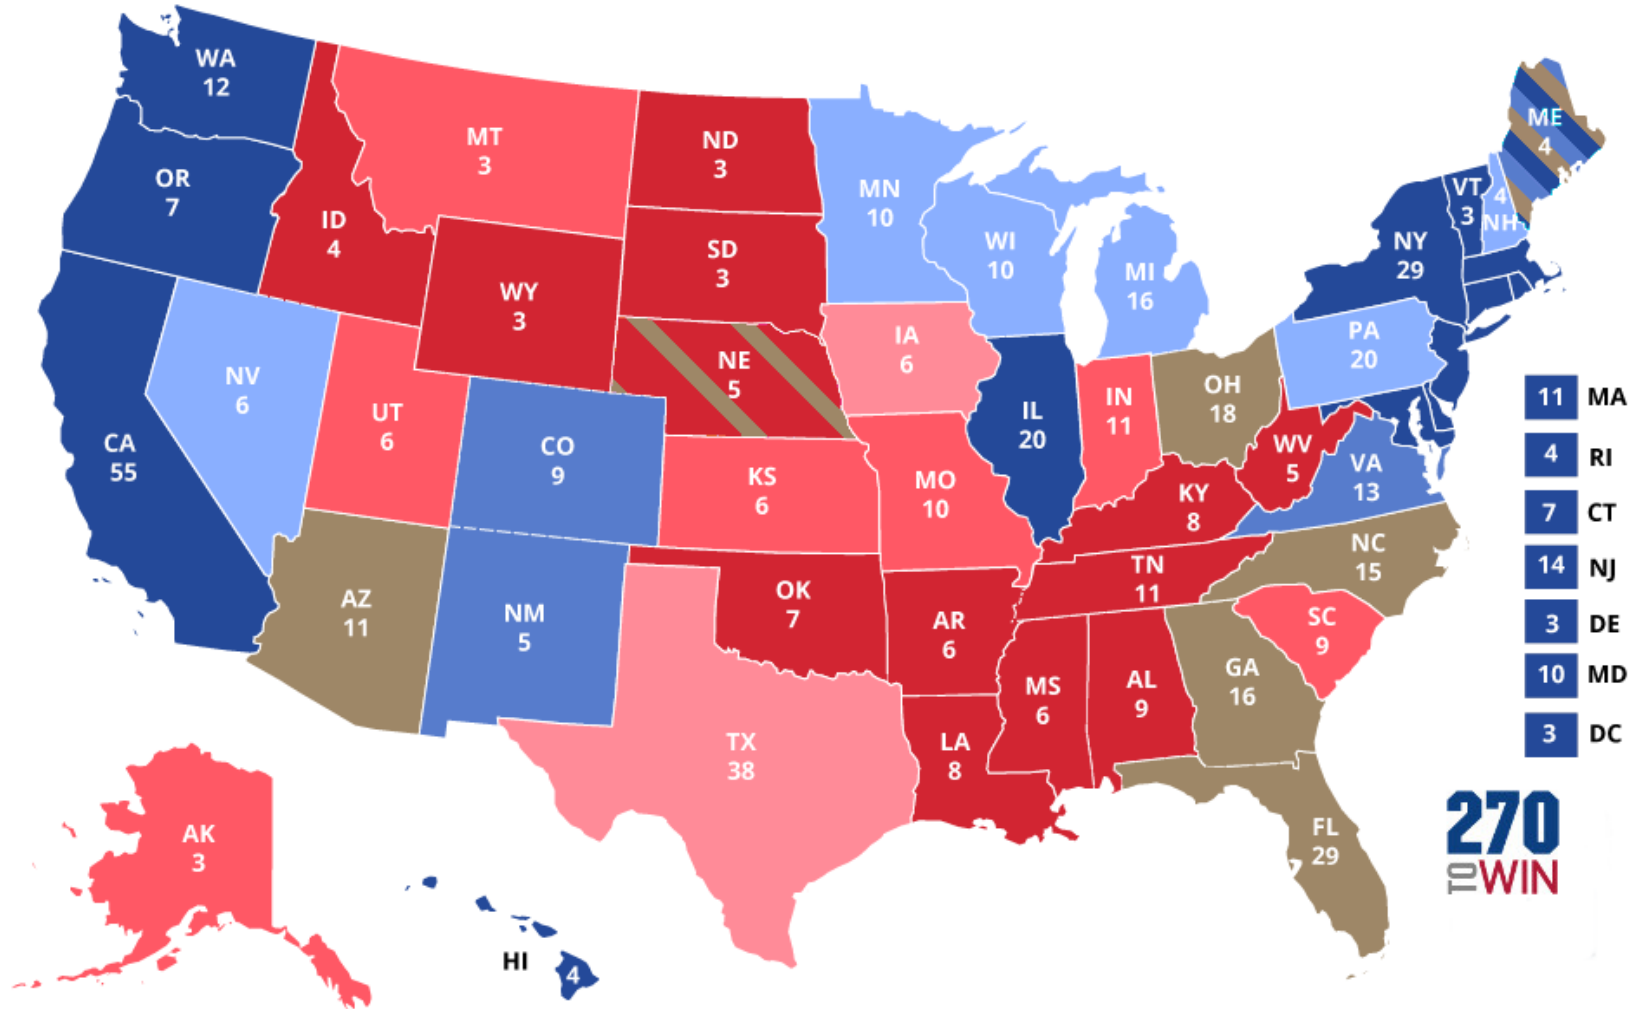 WA
12
OR
7
CA
55
NV
6
ID
4
MT
3
WY
3
UT
6
AZ
11
CO
9
NM
5
ND
3
SD
3
NE
5
KS
6
OK
7
TX
38
MN
10
IA
6
MO
10
AR
6
LA
8
WI
10
IL
20
MI
16
IN
11
OH
18
KY
8
TN
11
MS
6
AL
9
GA
16
FL
29
SC
9
NC
15
VA
13
WV
5
PA
20
NY
29
VT
3
4
NH
ME
4
AK
3
HI
4
11 MA
4 RI
7 CT
14 NJ
3 DE
10 MD
3 DC
270
TO WIN